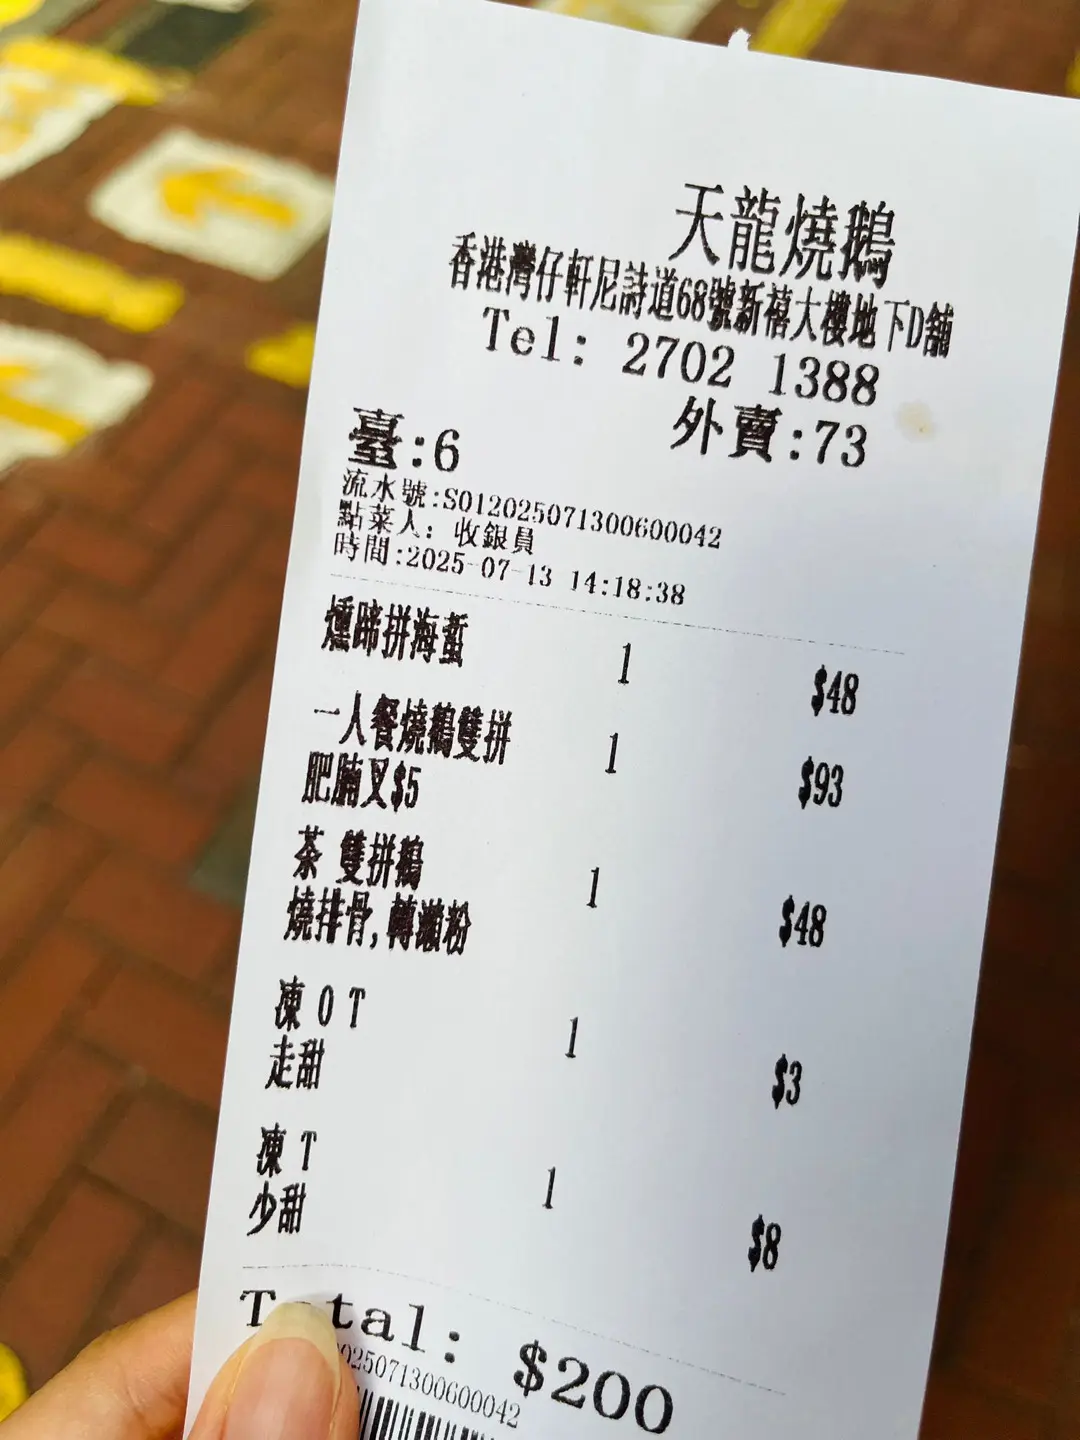 天龍燒鵝
香港灣仔軒尼詩道68號新禧大樓地下D舖
Tel: 2702 1388
臺:6 外賣:73
流水號:S01202507130060​0042
點菜人: 收銀員
時間:2025-07-13 14:18:38
燻蹄拼海蜇 1 $48
一人餐燒鵝雙拼 1 $93
肥腩叉$5
茶 雙拼鵝 1 $48
燒排骨,轉瀨粉
凍 O T 1 $3
走甜
凍 T 1 $8
少甜
Total: $200
02507130060​0042